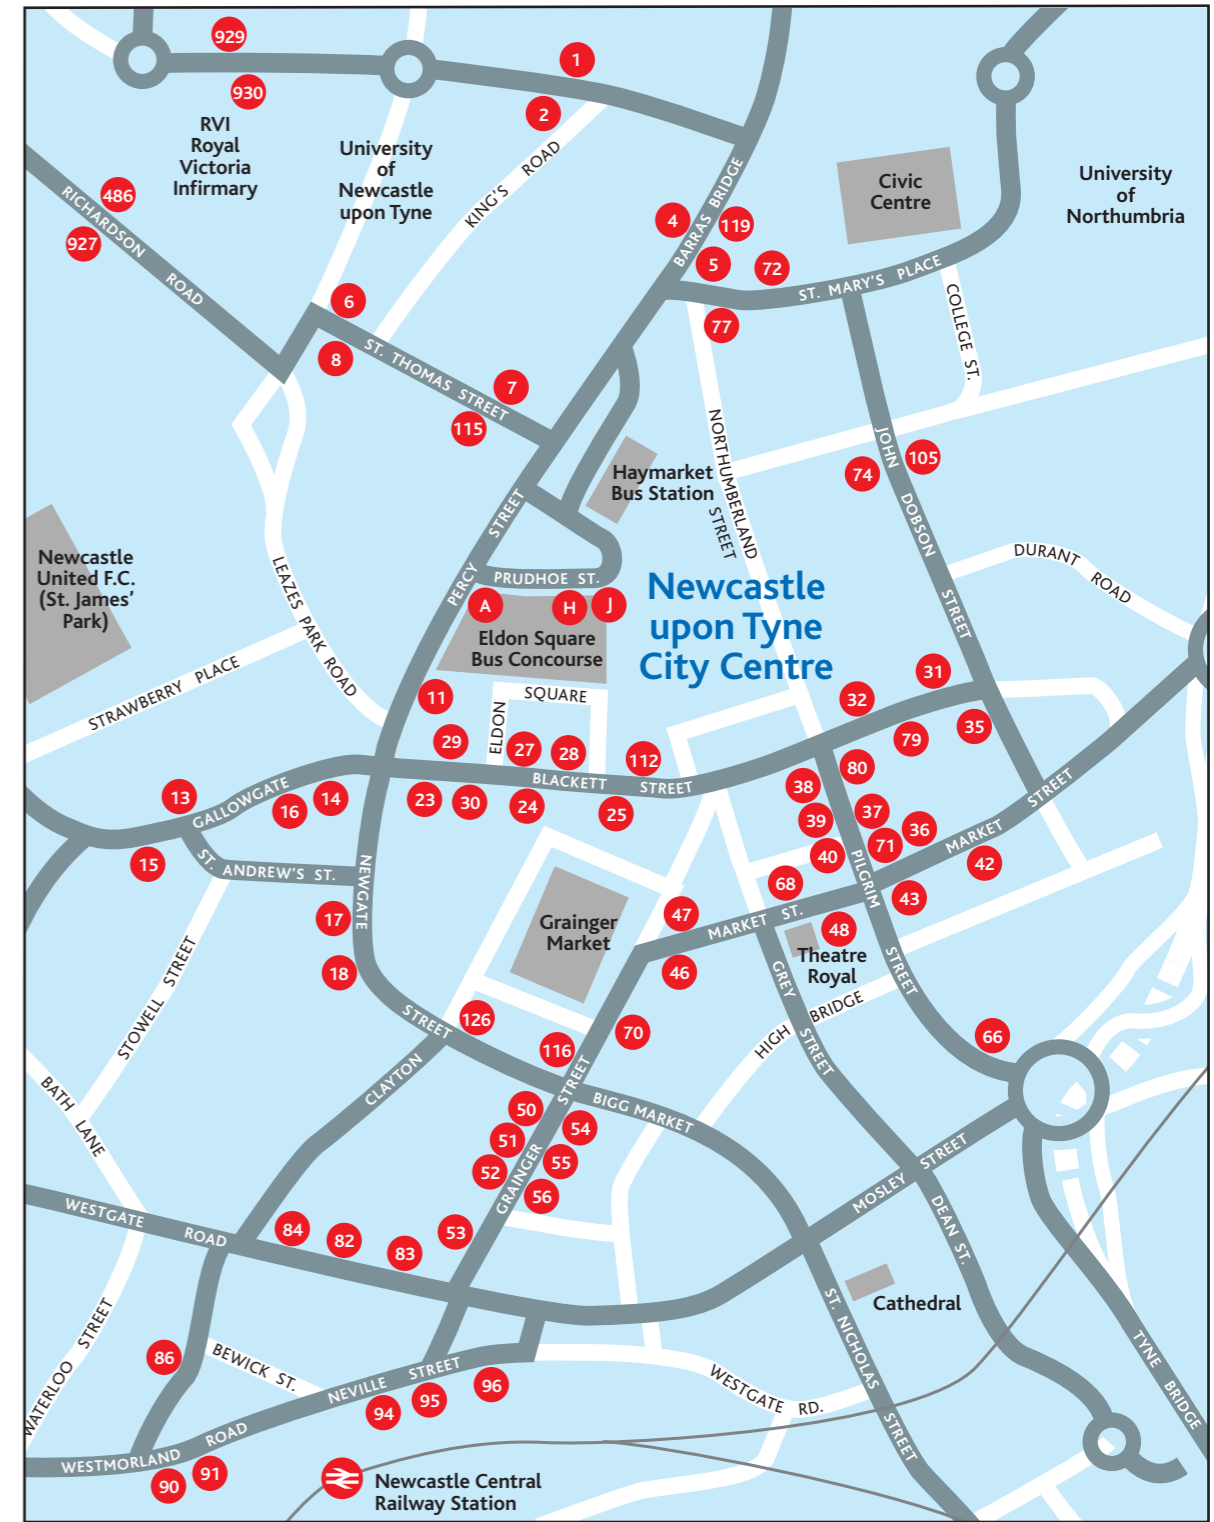 929
1
930
2
RVI
Royal
Victoria
Infirmary
University
of
Newcastle
upon Tyne
KING'S ROAD
BARRAS BRIDGE
Civic
Centre
University
of
Northumbria
486
927
RICHARDSON ROAD
4
119
5
72
77
ST. MARY'S PLACE
COLLEGE ST.
6
8
ST. THOMAS STREET
7
115
NORTHUMBERLAND
STREET
Haymarket
Bus Station
JOHN DOBSON STREET
74
105
DURANT ROAD
Newcastle
United F.C.
(St. James'
Park)
LEAZES PARK ROAD
STRAWBERRY PLACE
PERCY STREET
PRUDHOE ST.
A
H
J
Eldon Square
Bus Concourse
Newcastle
upon Tyne
City Centre
ELDON
SQUARE
11
29
27
28
112
32
31
79
35
BLACKETT STREET
23
30
24
25
13
GALLOWGATE
16
14
15
ST. ANDREW'S ST.
38
80
39
37
40
71
36
68
42
43
PILGRIM STREET
MARKET STREET
MARKET ST.
NEWGATE STREET
17
18
Grainger
Market
47
46
48
Theatre
Royal
GREY STREET
HIGH BRIDGE
66
STOWELL STREET
BATH LANE
CLAYTON
126
116
70
GRAINGER STREET
BIGG MARKET
50
51
52
54
55
56
53
WESTGATE ROAD
84
82
83
MOSLEY STREET
DEAN ST.
Cathedral
ST. NICHOLAS STREET
TYNE BRIDGE
WATERLOO STREET
86
BEWICK ST.
NEVILLE STREET
94
95
96
WESTGATE RD.
WESTMORLAND ROAD
90
91
Newcastle Central
Railway Station